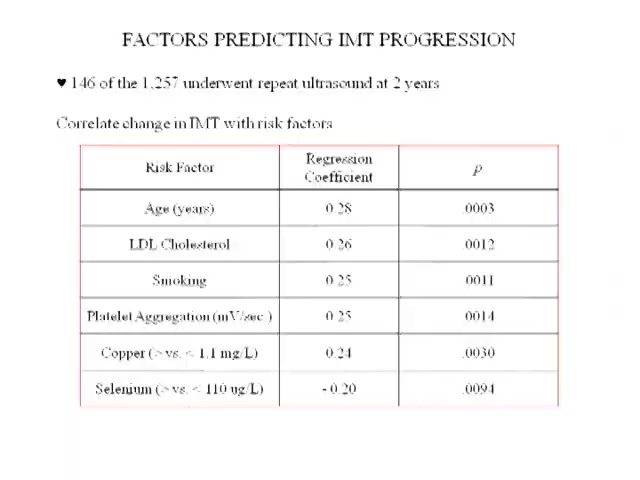 FACTORS PREDICTING IMT PROGRESSION
♥ 146 of the 1,257 underwent repeat ultrasound at 2 years
Correlate change in IMT with risk factors
Risk Factor Regression Coefficient p
Age (years) 0.28 .0003
LDL Cholesterol 0.26 .0012
Smoking 0.25 .0011
Platelet Aggregation (mV/sec.) 0.25 .0014
Copper (> vs. < 1.1 mg/L) 0.24 .0030
Selenium (> vs. < 110 ug/L) - 0.20 .0094